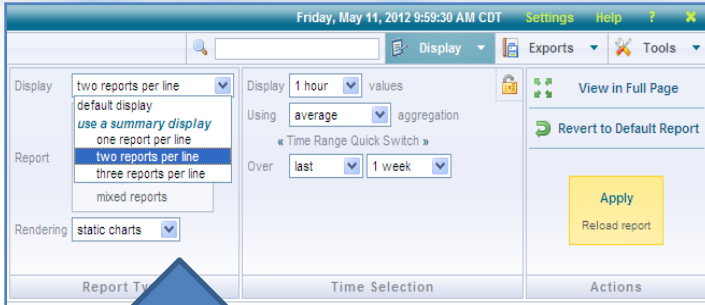 Friday, May 11, 2012 9:59:30 AM CDT Settings Help ? ×
Display Exports Tools
Display two reports per line
default display
use a summary display
one report per line
two reports per line
three reports per line
Report
mixed reports
Rendering static charts
Report
Display 1 hour values
Using average aggregation
« Time Range Quick Switch »
Over last 1 week
Time Selection
View in Full Page
Revert to Default Report
Apply
Reload report
Actions